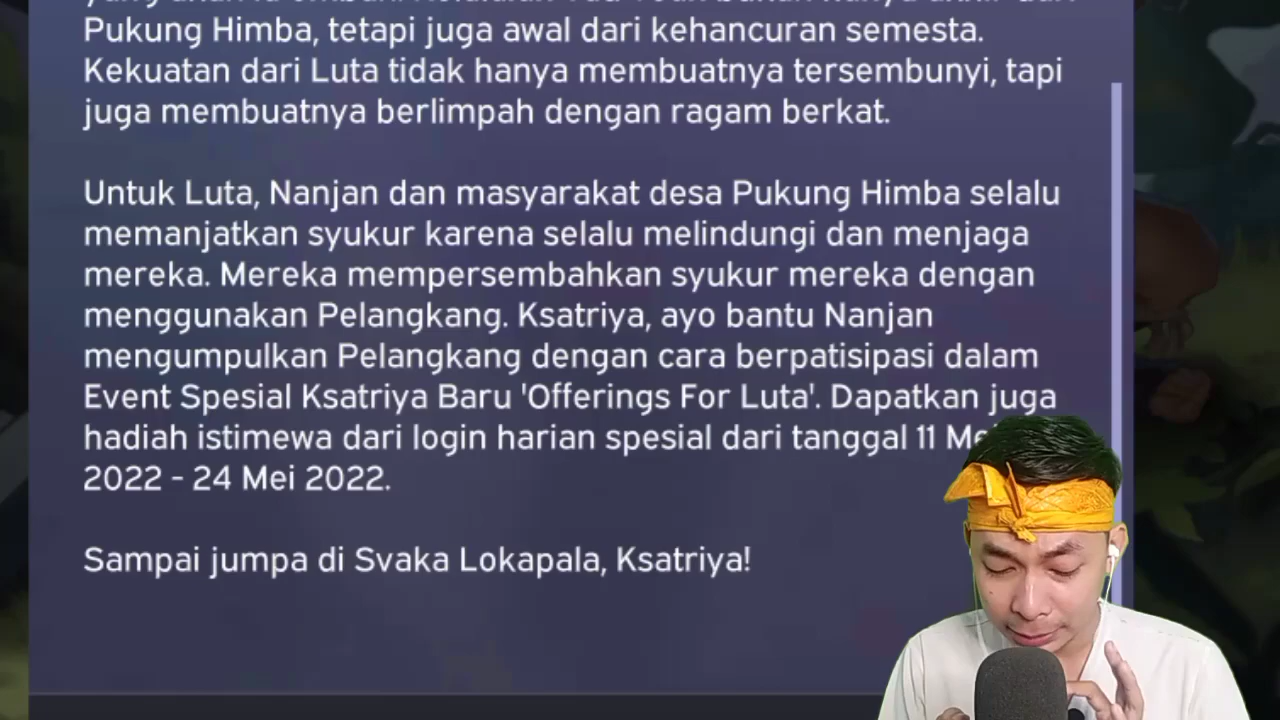 Pukung Himba, tetapi juga awal dari kehancuran semesta.
Kekuatan dari Luta tidak hanya membuatnya tersembunyi, tapi
juga membuatnya berlimpah dengan ragam berkat.
Untuk Luta, Nanjan dan masyarakat desa Pukung Himba selalu
memanjatkan syukur karena selalu melindungi dan menjaga
mereka. Mereka mempersembahkan syukur mereka dengan
menggunakan Pelangkang. Ksatriya, ayo bantu Nanjan
mengumpulkan Pelangkang dengan cara berpatisipasi dalam
Event Spesial Ksatriya Baru 'Offerings For Luta'. Dapatkan juga
hadiah istimewa dari login harian spesial dari tanggal 11 Mei
2022 - 24 Mei 2022.
Sampai jumpa di Svaka Lokapala, Ksatriya!